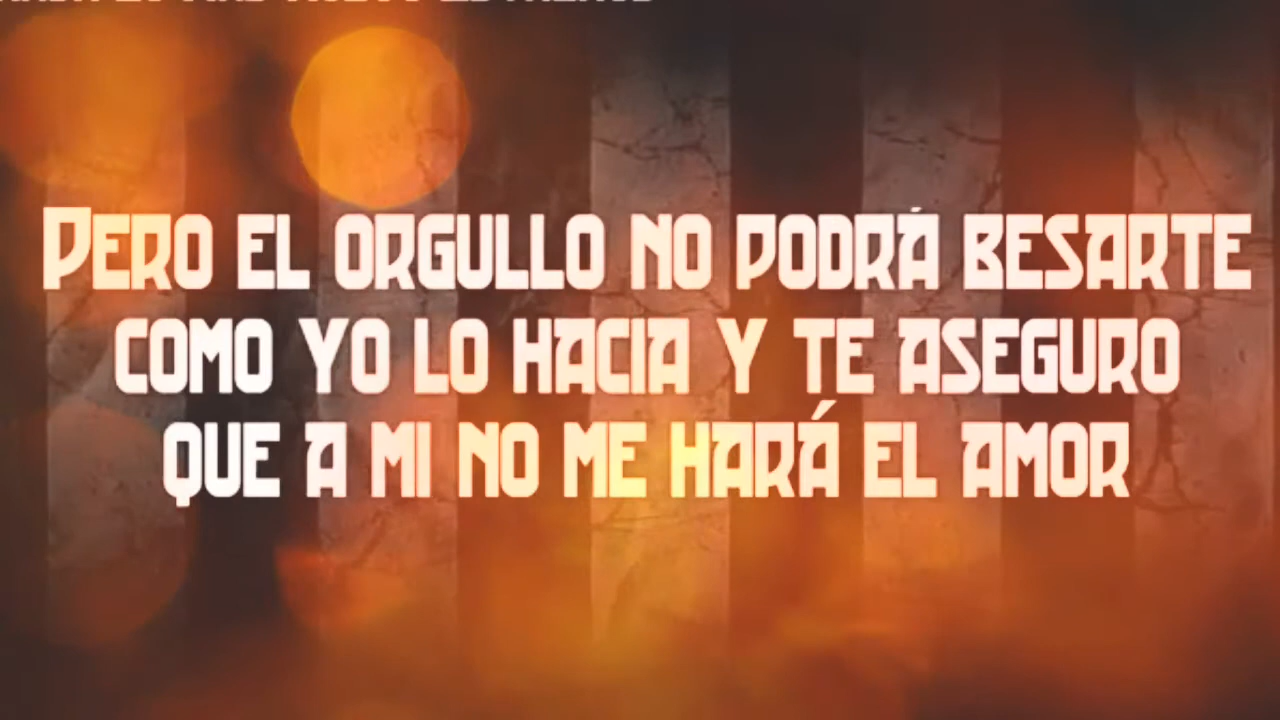 Pero el orgullo no podrá besarte
como yo lo hacia y te aseguro
que a mi no me hará el amor